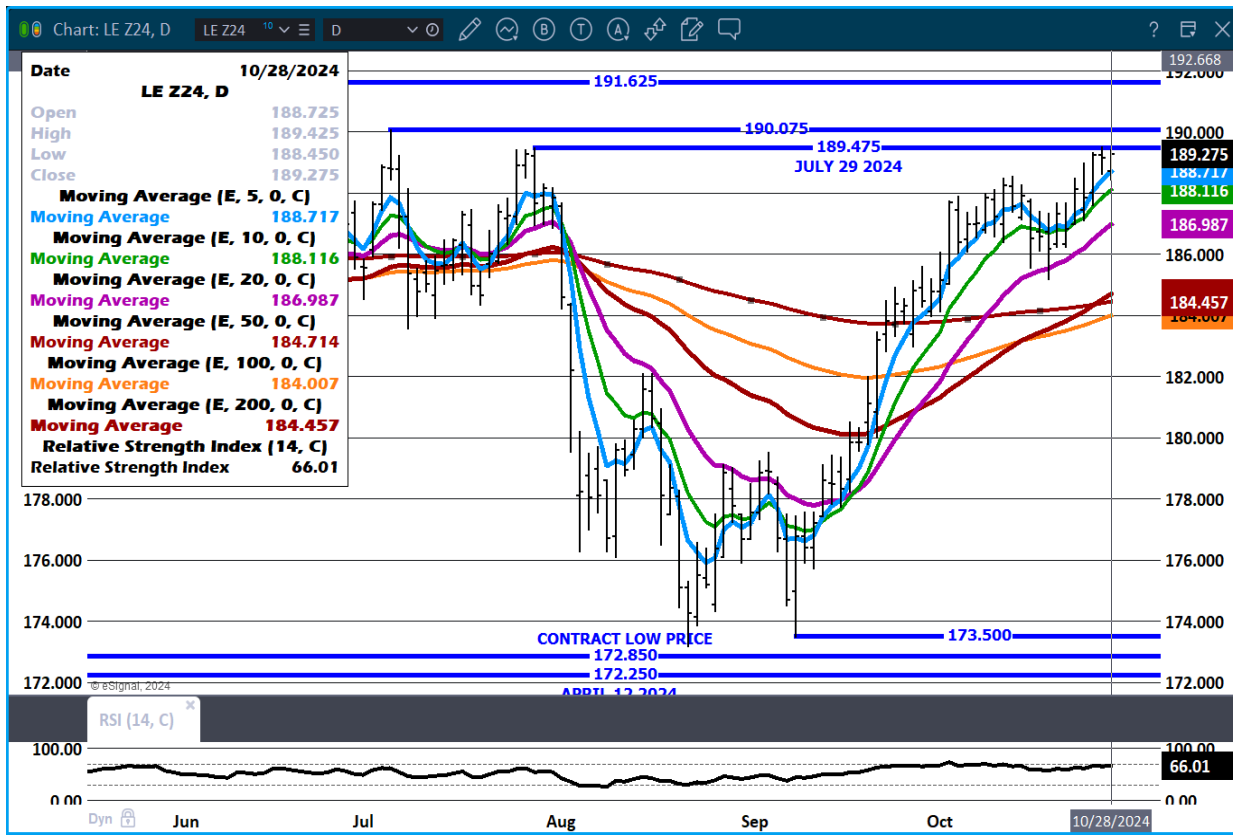 Chart: LE Z24, D
LE Z24
10
D
B
T
A
?
Date 10/28/2024
LE Z24, D
Open 188.725
High 189.425
Low 188.450
Close 189.275
Moving Average (E, 5, 0, C)
Moving Average 188.717
Moving Average (E, 10, 0, C)
Moving Average 188.116
Moving Average (E, 20, 0, C)
Moving Average 186.987
Moving Average (E, 50, 0, C)
Moving Average 184.714
Moving Average (E, 100, 0, C)
Moving Average 184.007
Moving Average (E, 200, 0, C)
Moving Average 184.457
Relative Strength Index (14, C)
Relative Strength Index 66.01
191.625
190.075
189.475
JULY 29 2024
192.668
192.000
190.000
189.275
188.717
188.116
186.987
186.000
184.457
184.007
182.000
180.000
178.000
178.000
176.000
176.000
174.000
174.000
CONTRACT LOW PRICE
173.500
172.850
172.250
172.000
172.000
APRIL 12 2024
© eSignal, 2024
RSI (14, C)
100.00
100.00
66.01
0.00
0.00
Dyn
Jun
Jul
Aug
Sep
Oct
10/28/2024